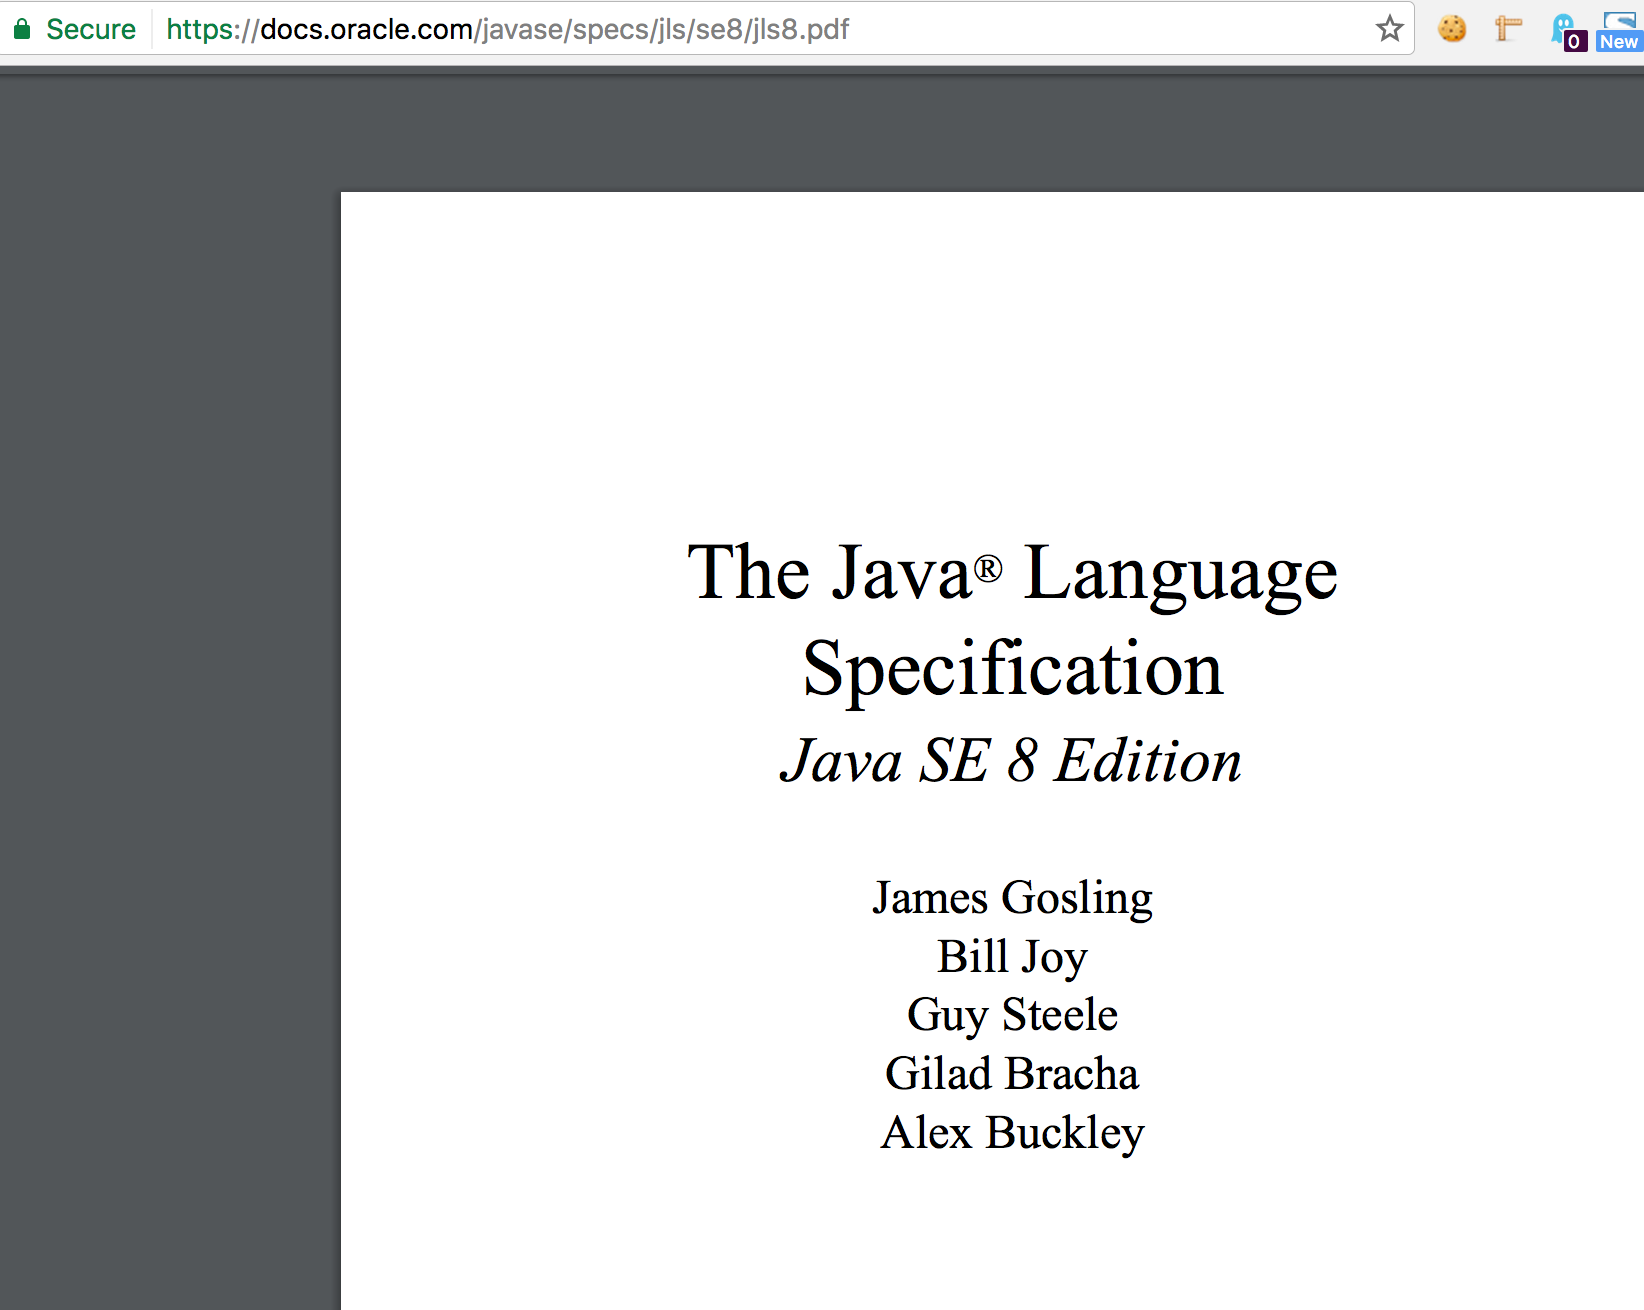 Secure https://docs.oracle.com/javase/specs/jls/se8/jls8.pdf
0 New
The Java® Language
Specification
Java SE 8 Edition
James Gosling
Bill Joy
Guy Steele
Gilad Bracha
Alex Buckley